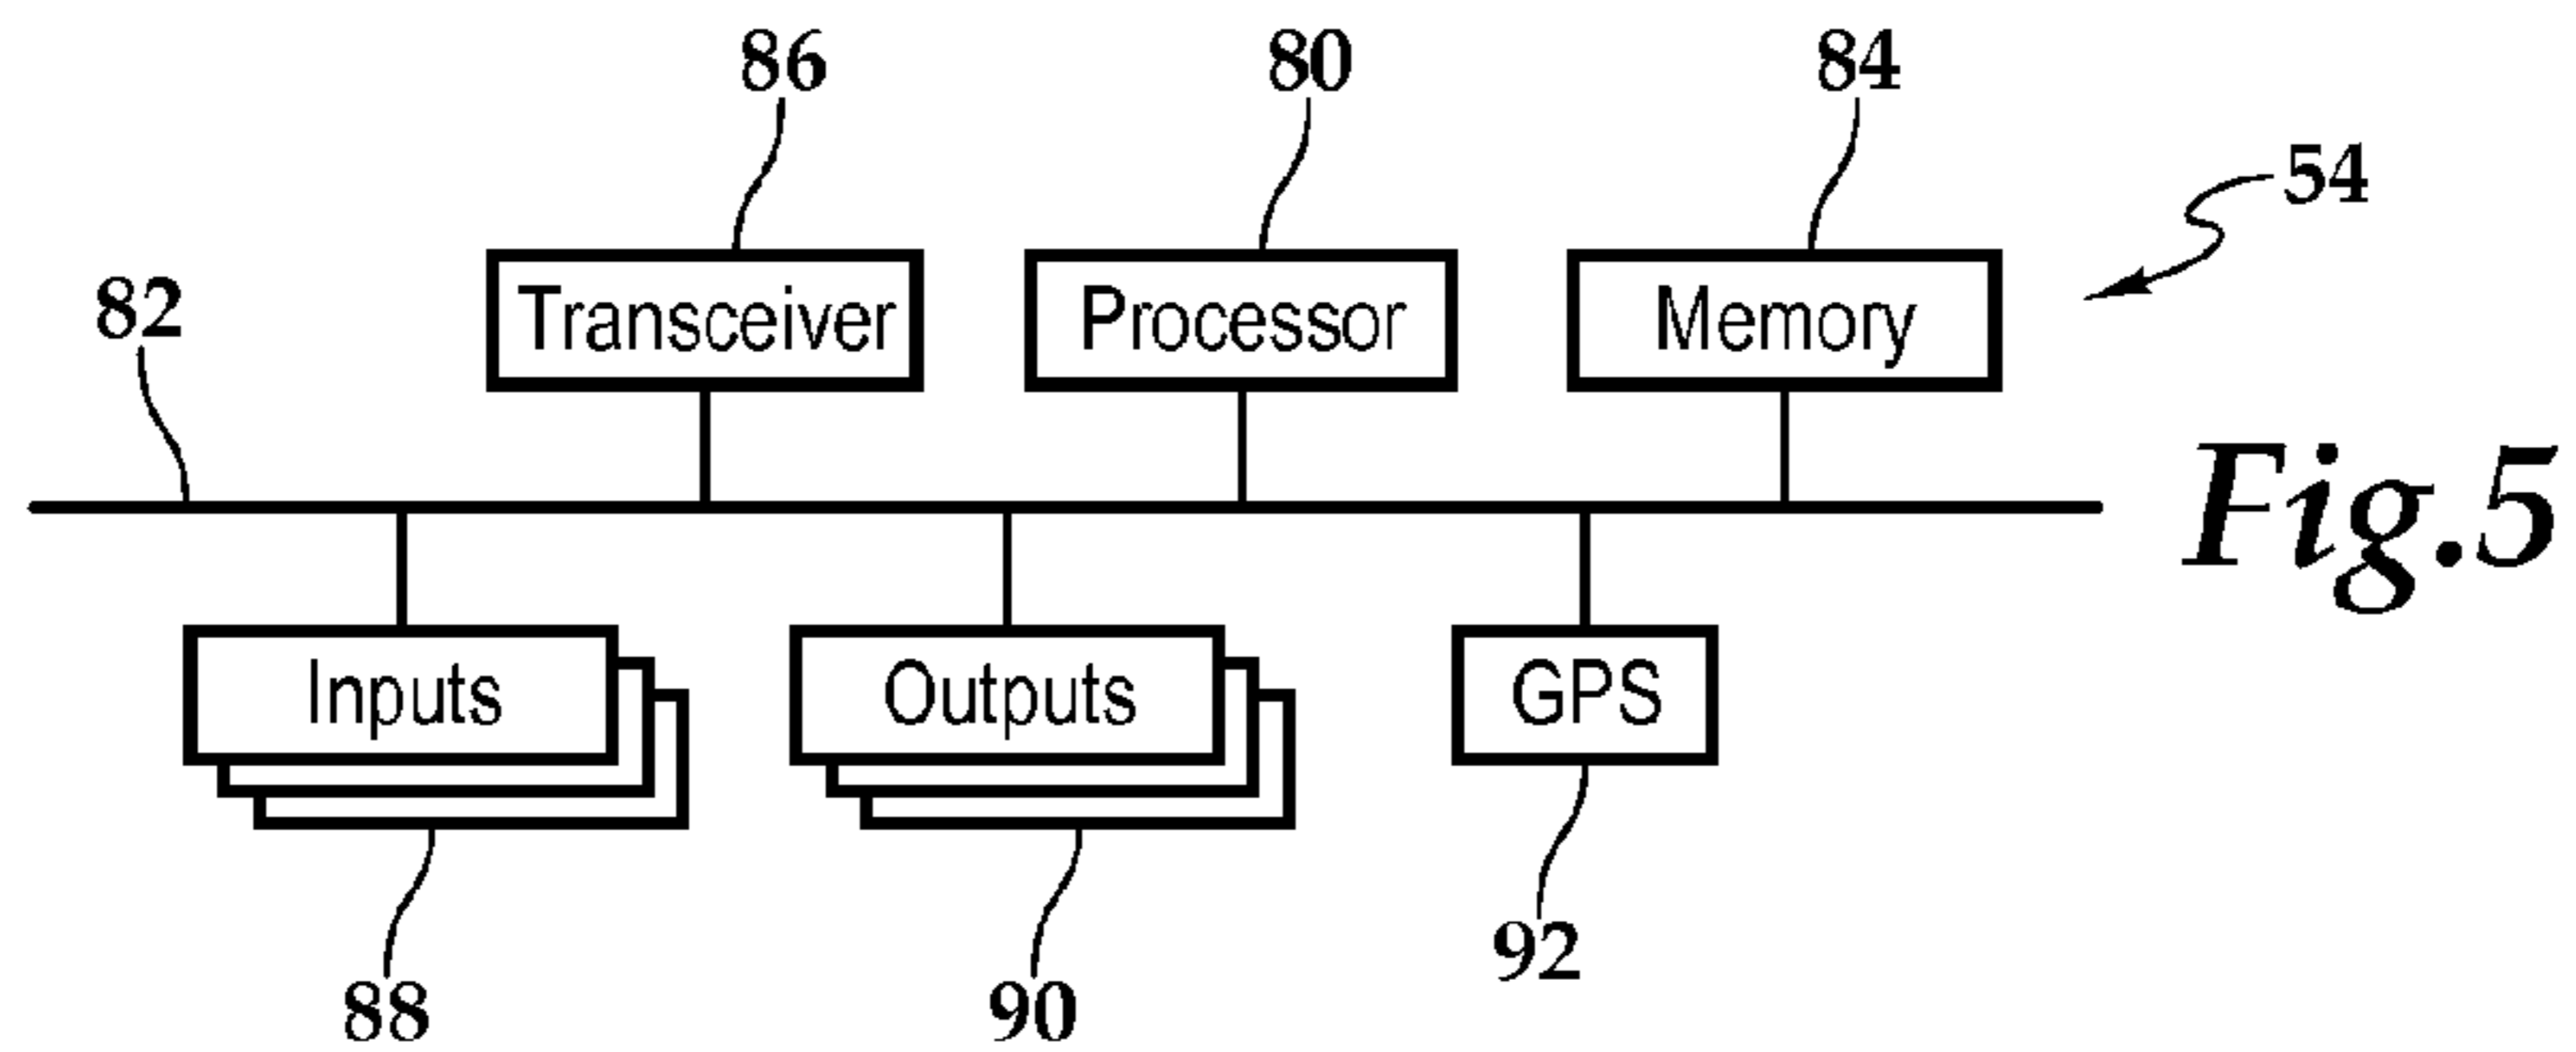 86
80
84
54
82
Transceiver
Processor
Memory
Fig.5
Inputs
Outputs
GPS
92
88
90